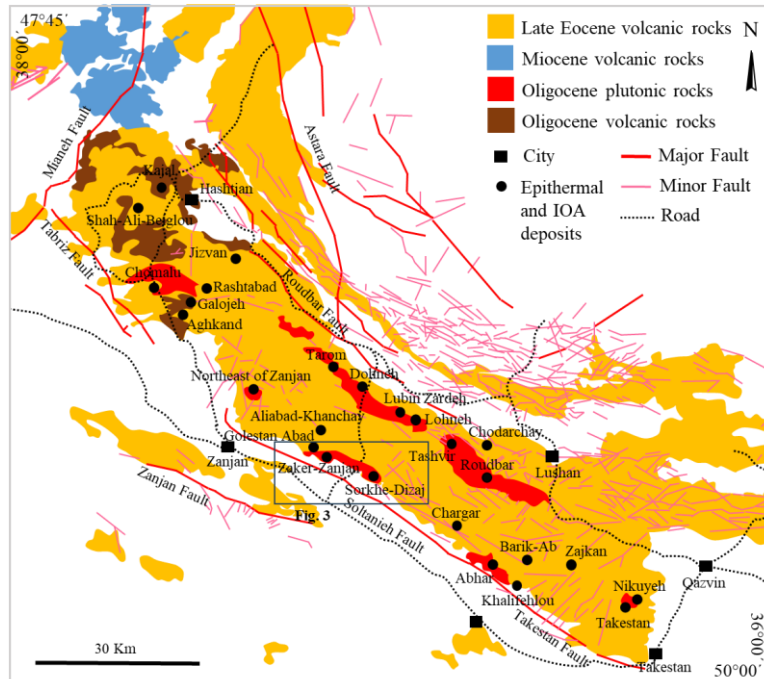 47°45´
38°00´
Late Eocene volcanic rocks
N
Miocene volcanic rocks
Oligocene plutonic rocks
Oligocene volcanic rocks
City
Major Fault
Epithermal
and IOA
deposits
Minor Fault
Road
Mianeh Fault
Astara Fault
Kajal
Hashtjan
Shah-Ali-Beiglou
Tabriz Fault
Jizvan
Roudbar Fault
Chomalu
Rashtabad
Galojeh
Aghkand
Tarom
Northeast of Zanjan
Dohneh
Lubin Zardeh
Aliabad-Khanchay
Lohneh
Golestan Abad
Chodarchay
Zanjan
Tashvir
Lushan
Zaker-Zanjan
Roudbar
Zanjan Fault
Sorkhe-Dizaj
Fig. 3
Soltanieh Fault
Chargar
Barik-Ab
Zajkan
Abhar
Qazvin
Khalifehlou
Nikuyeh
Takestan
Takestan Fault
Takestan
30 Km
36°00´
50°00´